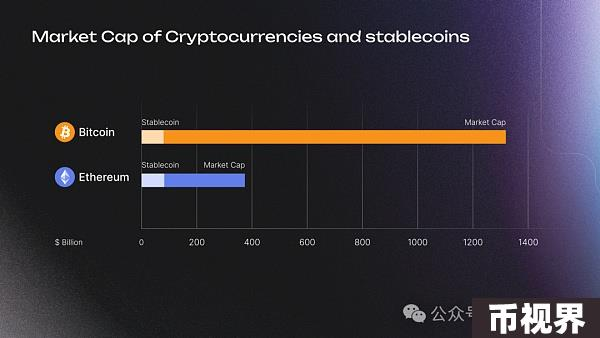 Market Cap of Cryptocurrencies and stablecoins
Stablecoin Market Cap
Bitcoin
Stablecoin Market Cap
Ethereum
$ Billion 0 200 400 600 800 1000 1200 1400
公众号
币视界